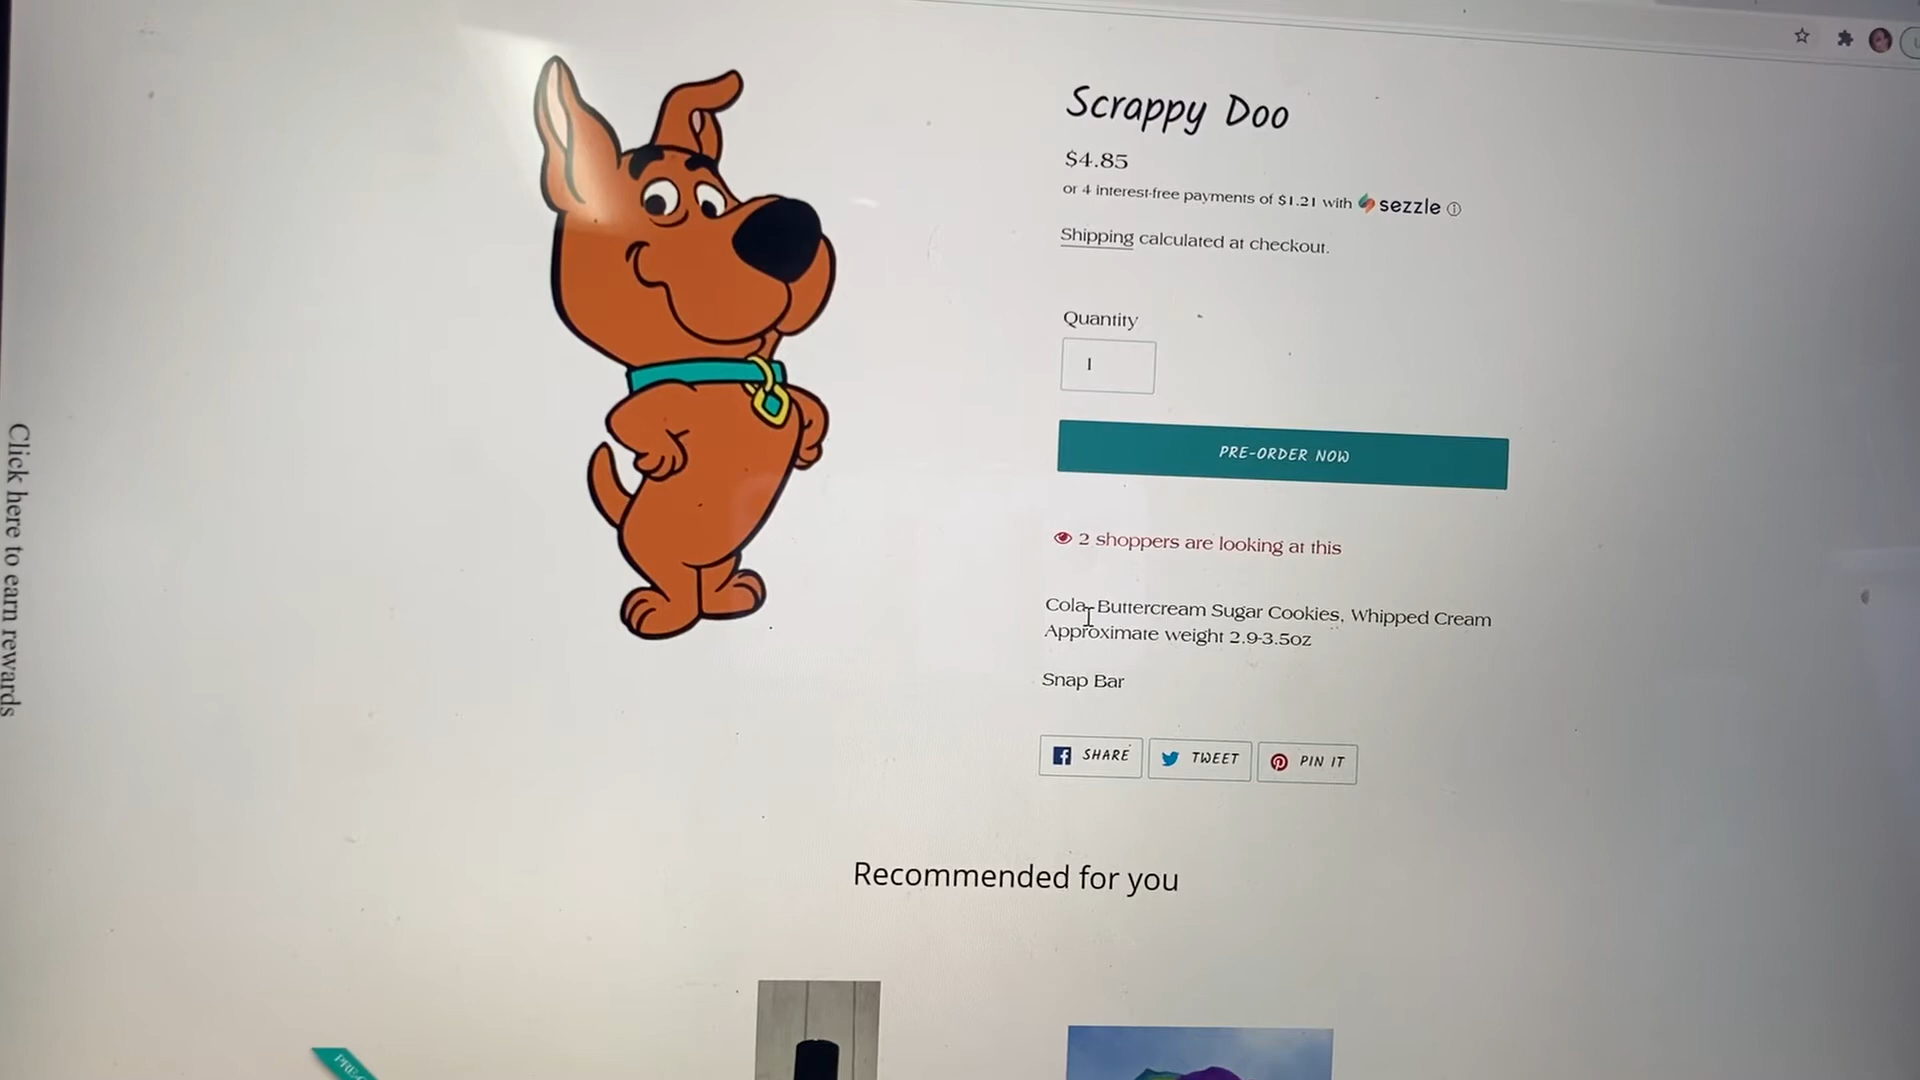 Scrappy Doo
$4.85
or 4 interest-free payments of $1.21 with sezzle
Shipping calculated at checkout.
Quantity
1
PRE-ORDER NOW
2 shoppers are looking at this
Cola, Buttercream Sugar Cookies, Whipped Cream
Approximate weight 2.9-3.5oz
Snap Bar
SHARE
TWEET
PIN IT
Click here to earn rewards
Recommended for you